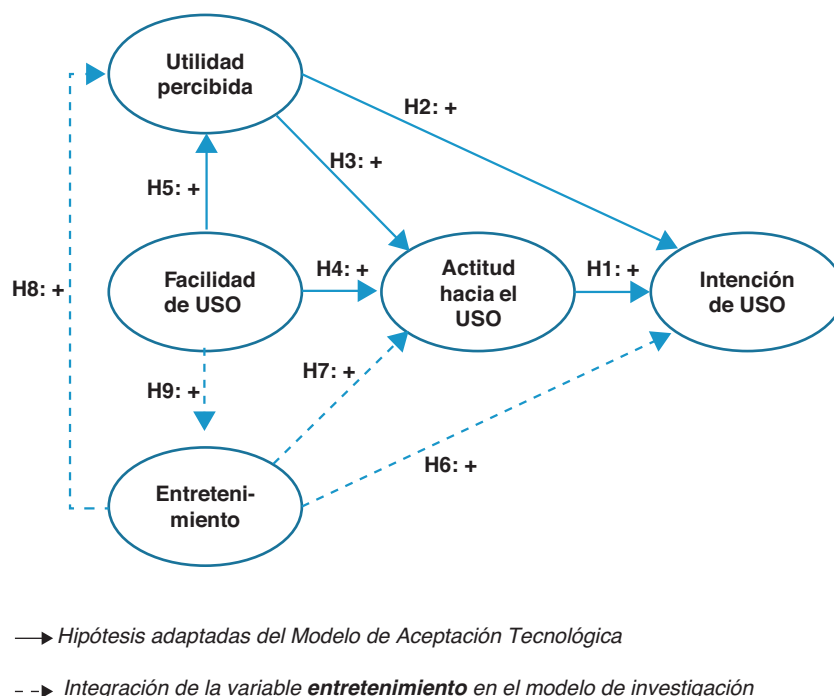 Utilidad
percibida
H2: +
H3: +
H5: +
Facilidad
de USO
H4: +
Actitud
hacia el
USO
H1: +
Intención
de USO
H8: +
H9: +
H7: +
H6: +
Entreteni-
miento
Hipótesis adaptadas del Modelo de Aceptación Tecnológica
Integración de la variable entretenimiento en el modelo de investigación